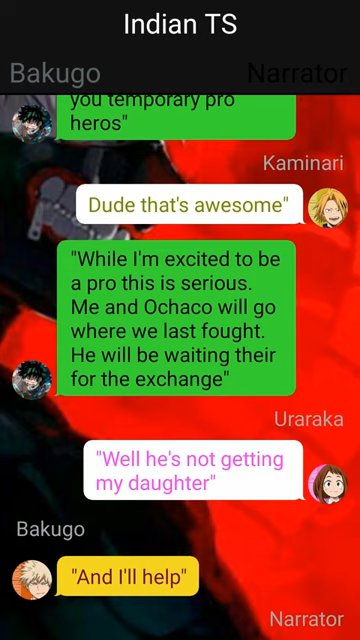 Indian TS
Bakugo
Narrator
you temporary pro
heros"
Kaminari
Dude that's awesome"
"While I'm excited to be
a pro this is serious.
Me and Ochaco will go
where we last fought.
He will be waiting their
for the exchange"
Uraraka
"Well he's not getting
my daughter"
Bakugo
"And I'll help"
Narrator